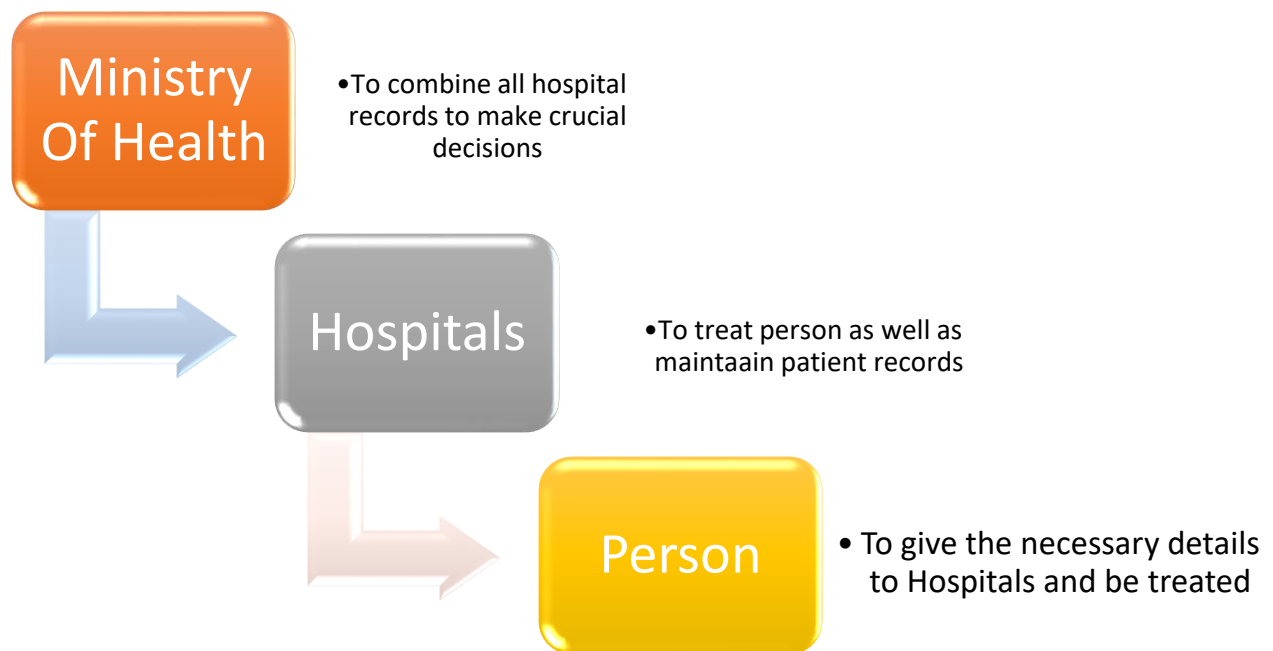 Ministry
Of Health
•To combine all hospital
records to make crucial
decisions
Hospitals
•To treat person as well as
maintaain patient records
Person
• To give the necessary details
to Hospitals and be treated